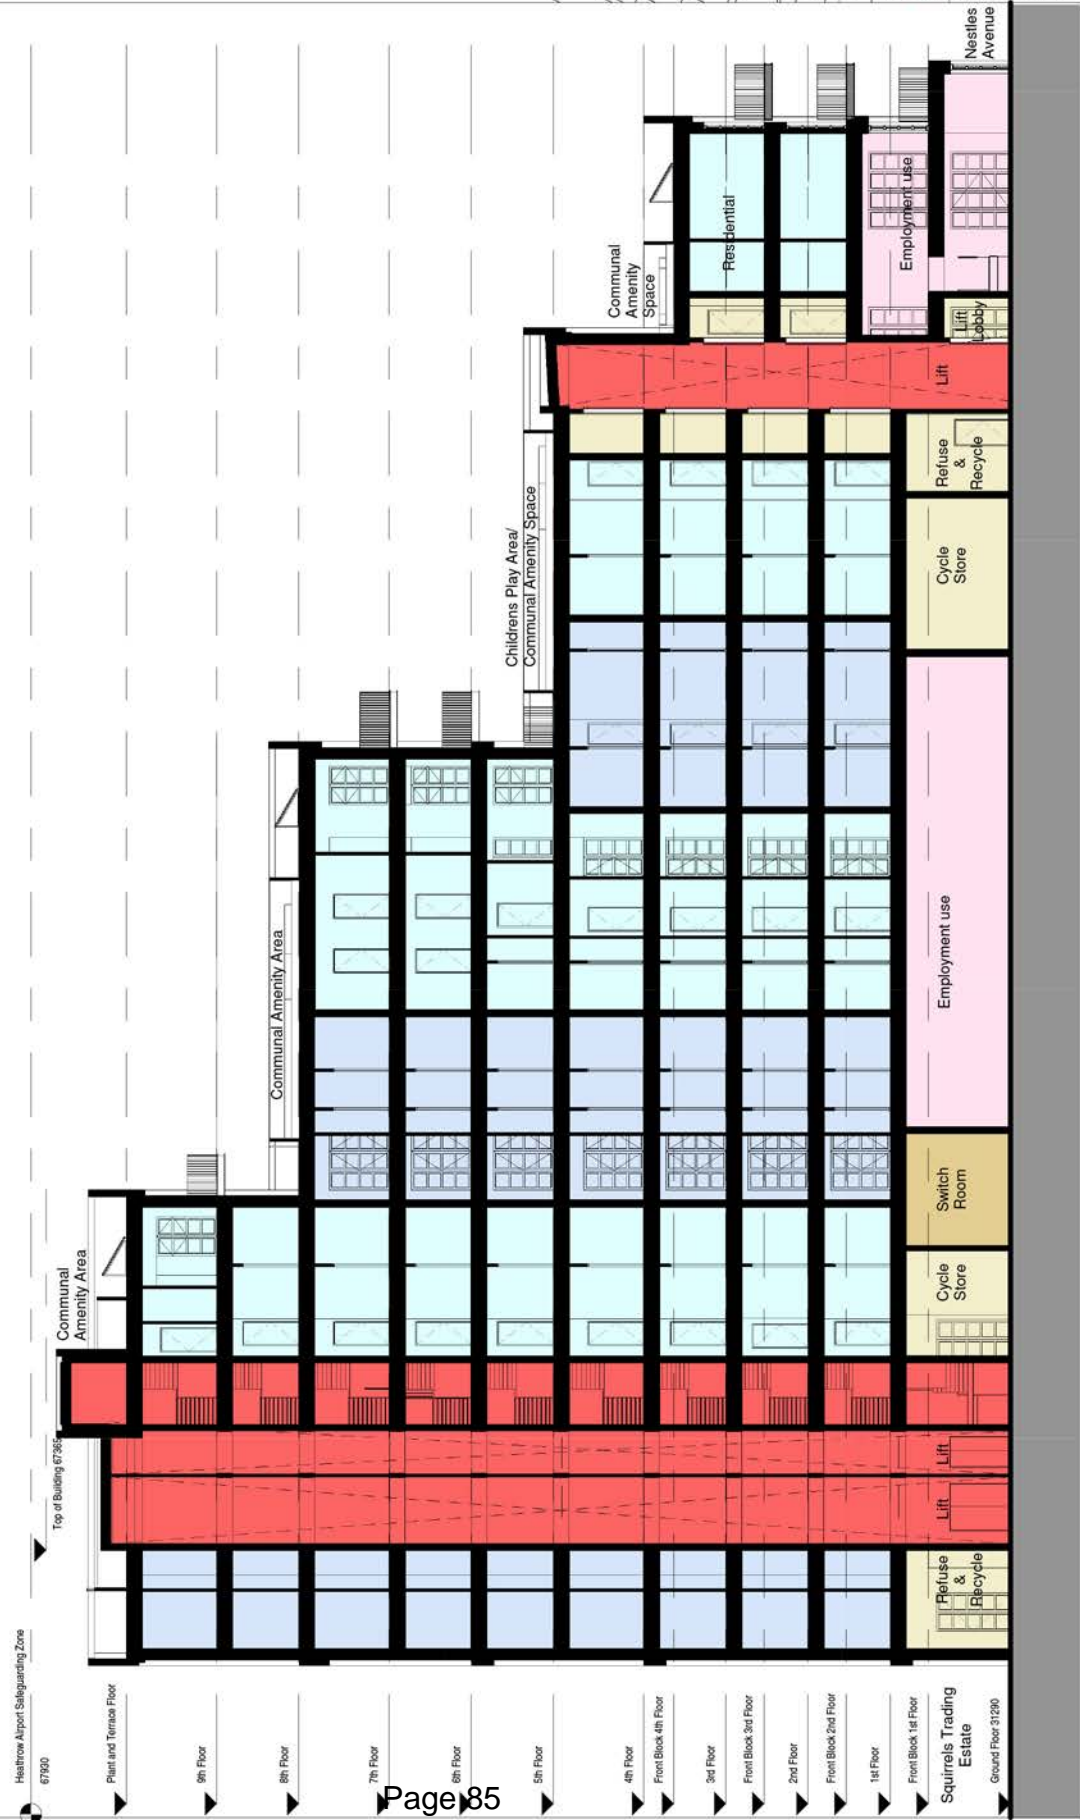 Heathrow Airport Safeguarding Zone
67930
Top of Building 67365
Plant and Terrace Floor
9th Floor
8th Floor
7th Floor
6th Floor
5th Floor
4th Floor
Front Block 4th Floor
3rd Floor
Front Block 3rd Floor
2nd Floor
Front Block 2nd Floor
1st Floor
Front Block 1st Floor
Squirrels Trading
Estate
Ground Floor 31290
Communal
Amenity Area
Communal Amenity Area
Childrens Play Area/
Communal Amenity Space
Communal
Amenity
Space
Residential
Employment use
Nestles
Avenue
Refuse
&
Recycle
Lift
Lift
Cycle
Store
Switch
Room
Employment use
Cycle
Store
Refuse
&
Recycle
Lift
Lift
Lobby
Page 85